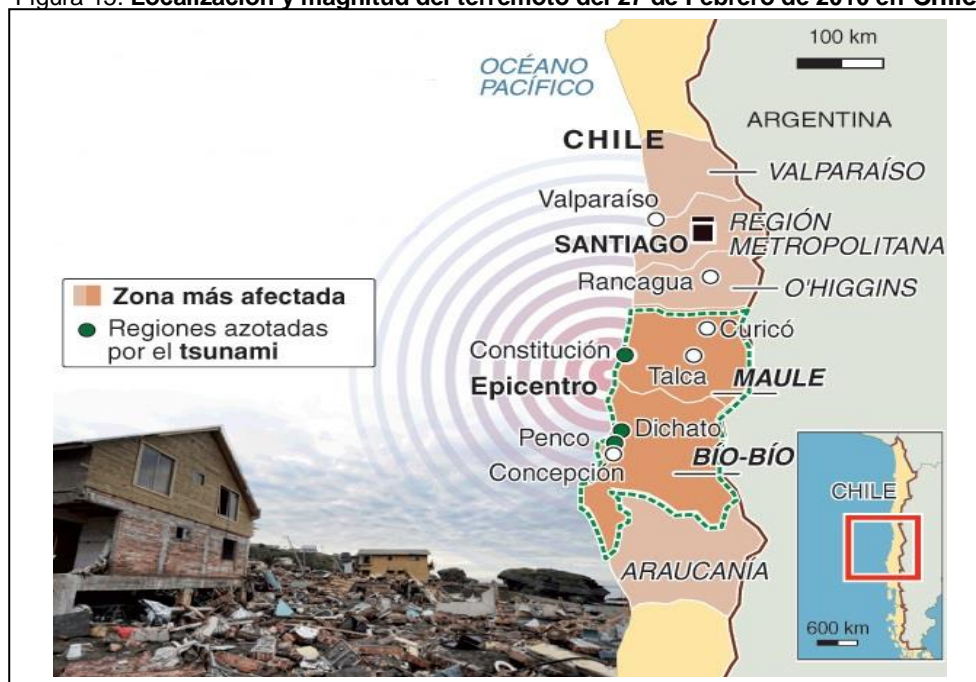 Figura 15. Localización y magnitud del terremoto del 27 de Febrero de 2010 en Chile
100 km
OCÉANO
PACÍFICO
ARGENTINA
CHILE
VALPARAÍSO
Valparaíso
REGIÓN
METROPOLITANA
SANTIAGO
Rancagua
O'HIGGINS
Zona más afectada
Regiones azotadas
por el tsunami
Curicó
Constitución
Talca
MAULE
Epicentro
Dichato
Penco
BÍO-BÍO
Concepción
CHILE
ARAUCANÍA
600 km